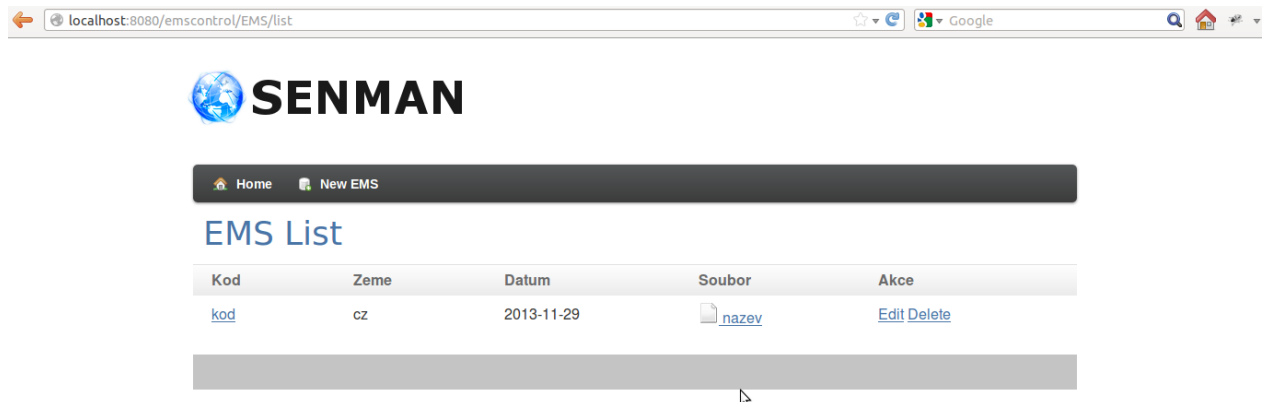 localhost:8080/emscontrol/EMS/list Google
SENMAN
Home New EMS
EMS List
Kod Zeme Datum Soubor Akce
kod cz 2013-11-29 nazev Edit Delete